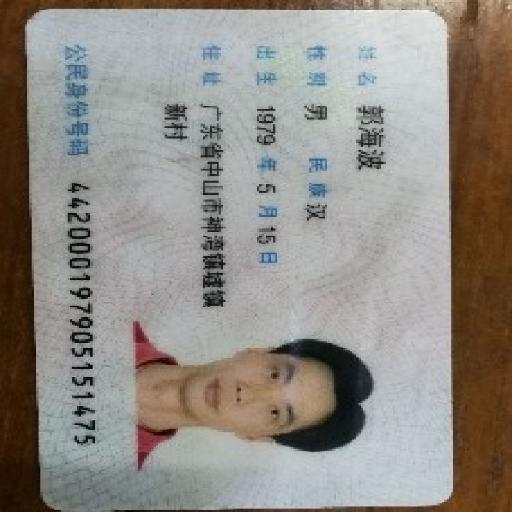 姓名 郭海波
性别 男 民族 汉
出生 1979 年 5 月 15 日
住址 广东省中山市神湾镇埔镇
新村
公民身份号码 442000197905151475